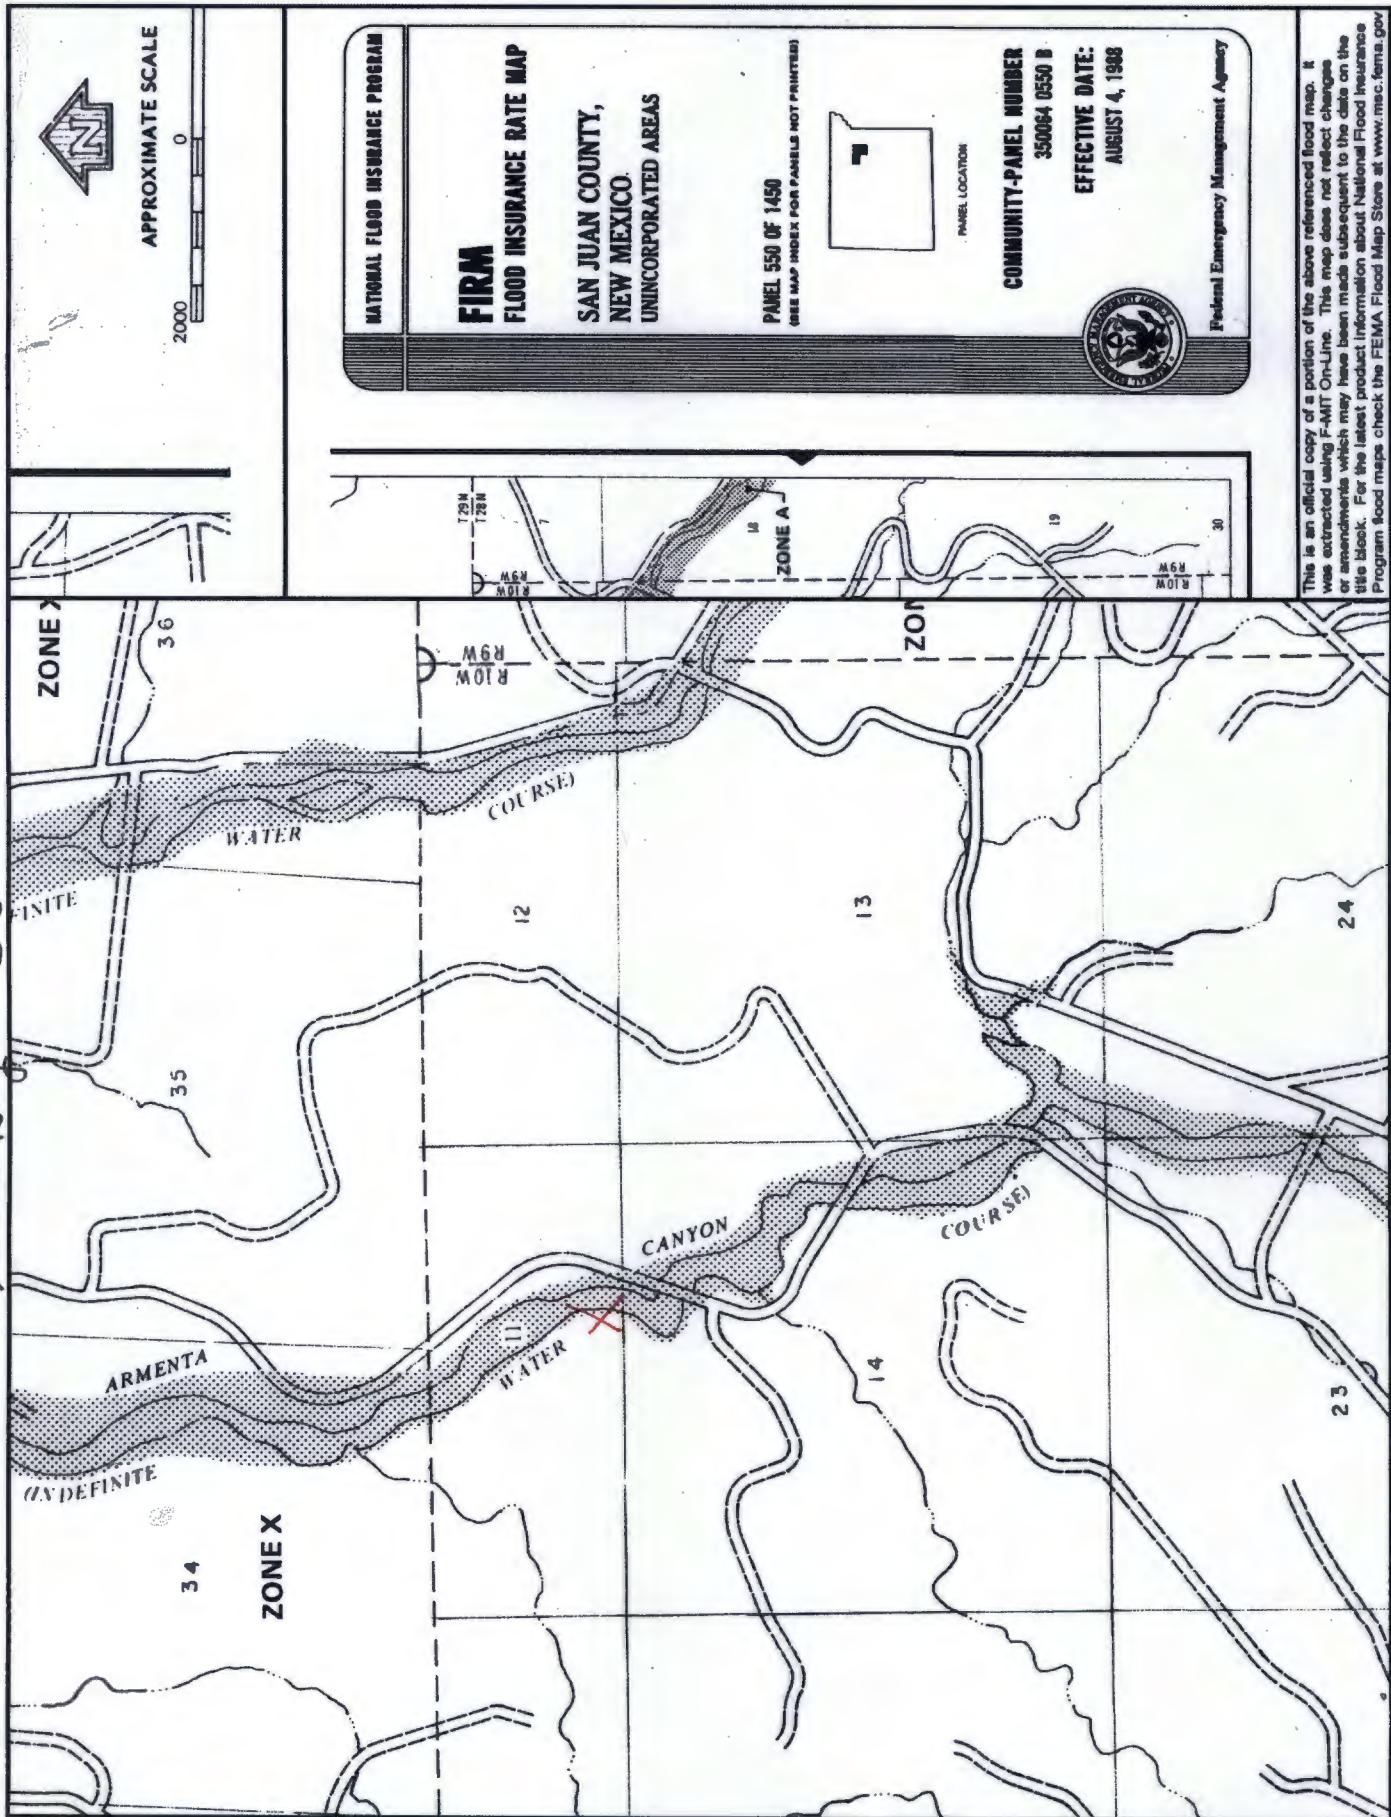 APPROXIMATE SCALE
2000 0
N
NATIONAL FLOOD INSURANCE PROGRAM
FIRM
FLOOD INSURANCE RATE MAP
SAN JUAN COUNTY,
NEW MEXICO
UNINCORPORATED AREAS
PANEL 550 OF 1450
(SEE MAP INDEX FOR PANELS NOT PRINTED)
PANEL LOCATION
COMMUNITY-PANEL NUMBER
350064 0550 B
EFFECTIVE DATE:
AUGUST 4, 1988
Federal Emergency Management Agency
This is an official copy of a portion of the above referenced flood map. It
was extracted using F-MIT On-Line. This map does not reflect changes
or amendments which may have been made subsequent to the date on the
title block. For the latest product information about National Flood Insurance
Program flood maps check the FEMA Flood Map Store at www.msc.fema.gov
T29N
T28N
R10W
R9W
7
18
ZONE A
19
R10W
R9W
30
ZONE X
36
R10W
R9W
ZON
FINITE
WATER
COURSE)
12
13
24
35
ARMENTA
CANYON
(INDEFINITE
WATER
COURSE)
11
14
23
34
ZONE X